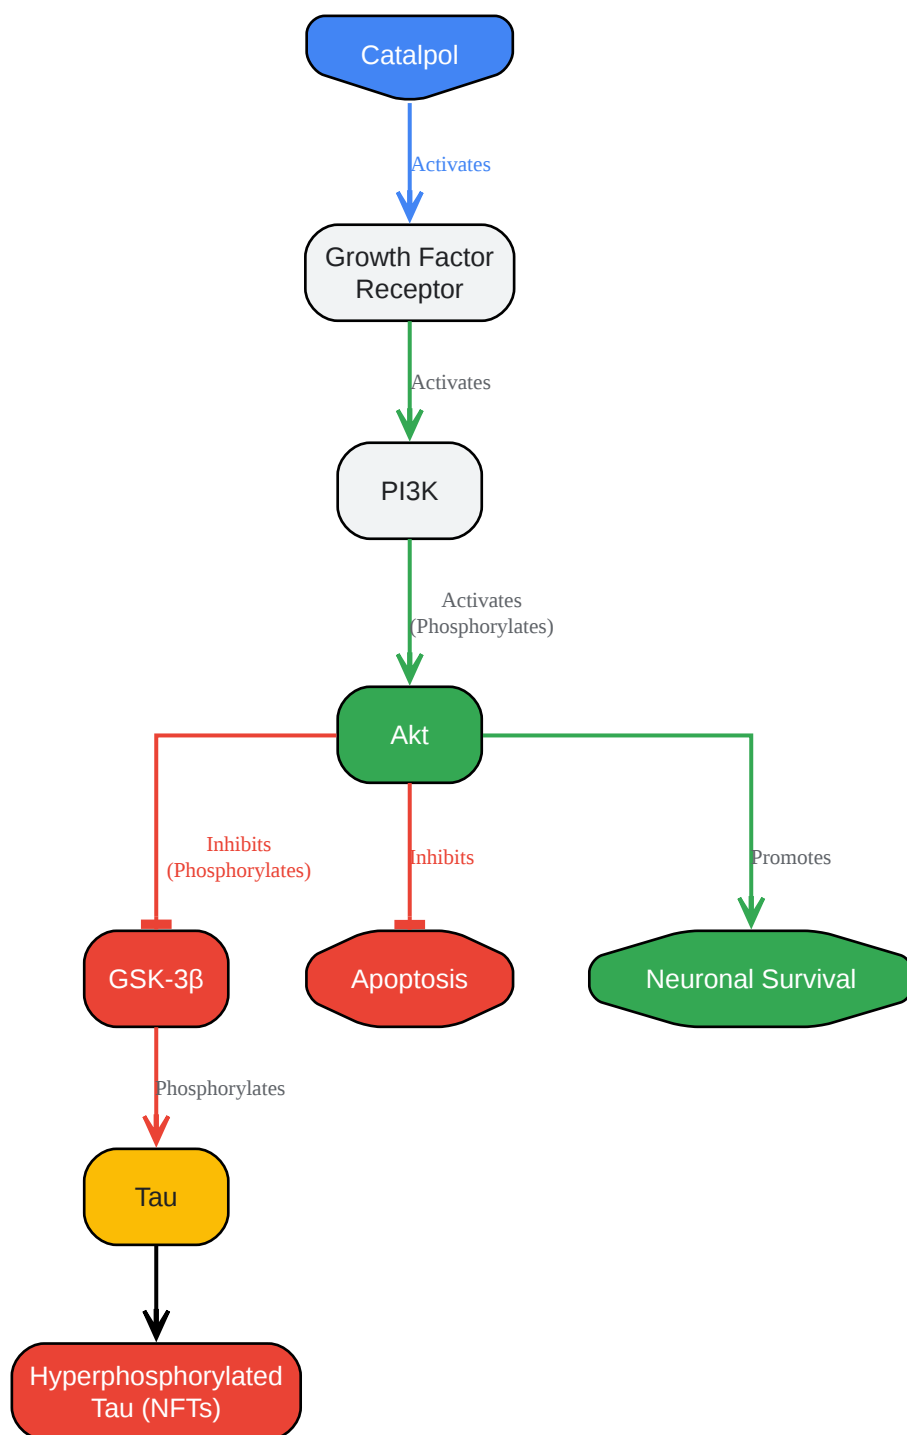 Catalpol
Activates
Growth Factor
Receptor
Activates
PI3K
Activates
(Phosphorylates)
Akt
Inhibits
(Phosphorylates)
Inhibits
Promotes
GSK-3β
Apoptosis
Neuronal Survival
Phosphorylates
Tau
Hyperphosphorylated
Tau (NFTs)